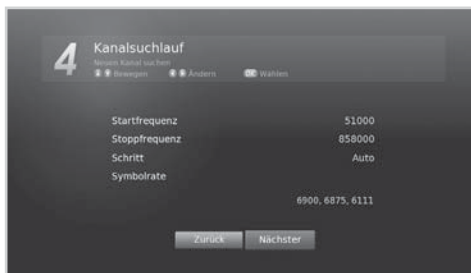 4
Kanalsuchlauf
Neuen Kanal suchen
Bewegen Ändern OK Wählen
Startfrequenz 51000
Stoppfrequenz 858000
Schritt Auto
Symbolrate
6900, 6875, 6111
Zurück Nächster